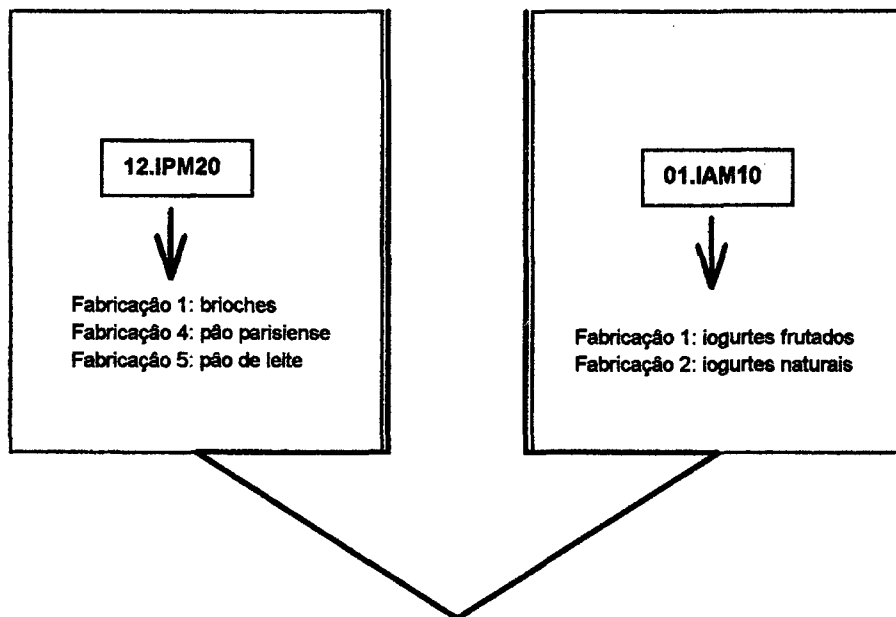 12.IPM20
Fabricação 1: brioches
Fabricação 4: pão parisiense
Fabricação 5: pão de leite
01.IAM10
Fabricação 1: iogurtes frutados
Fabricação 2: iogurtes naturais